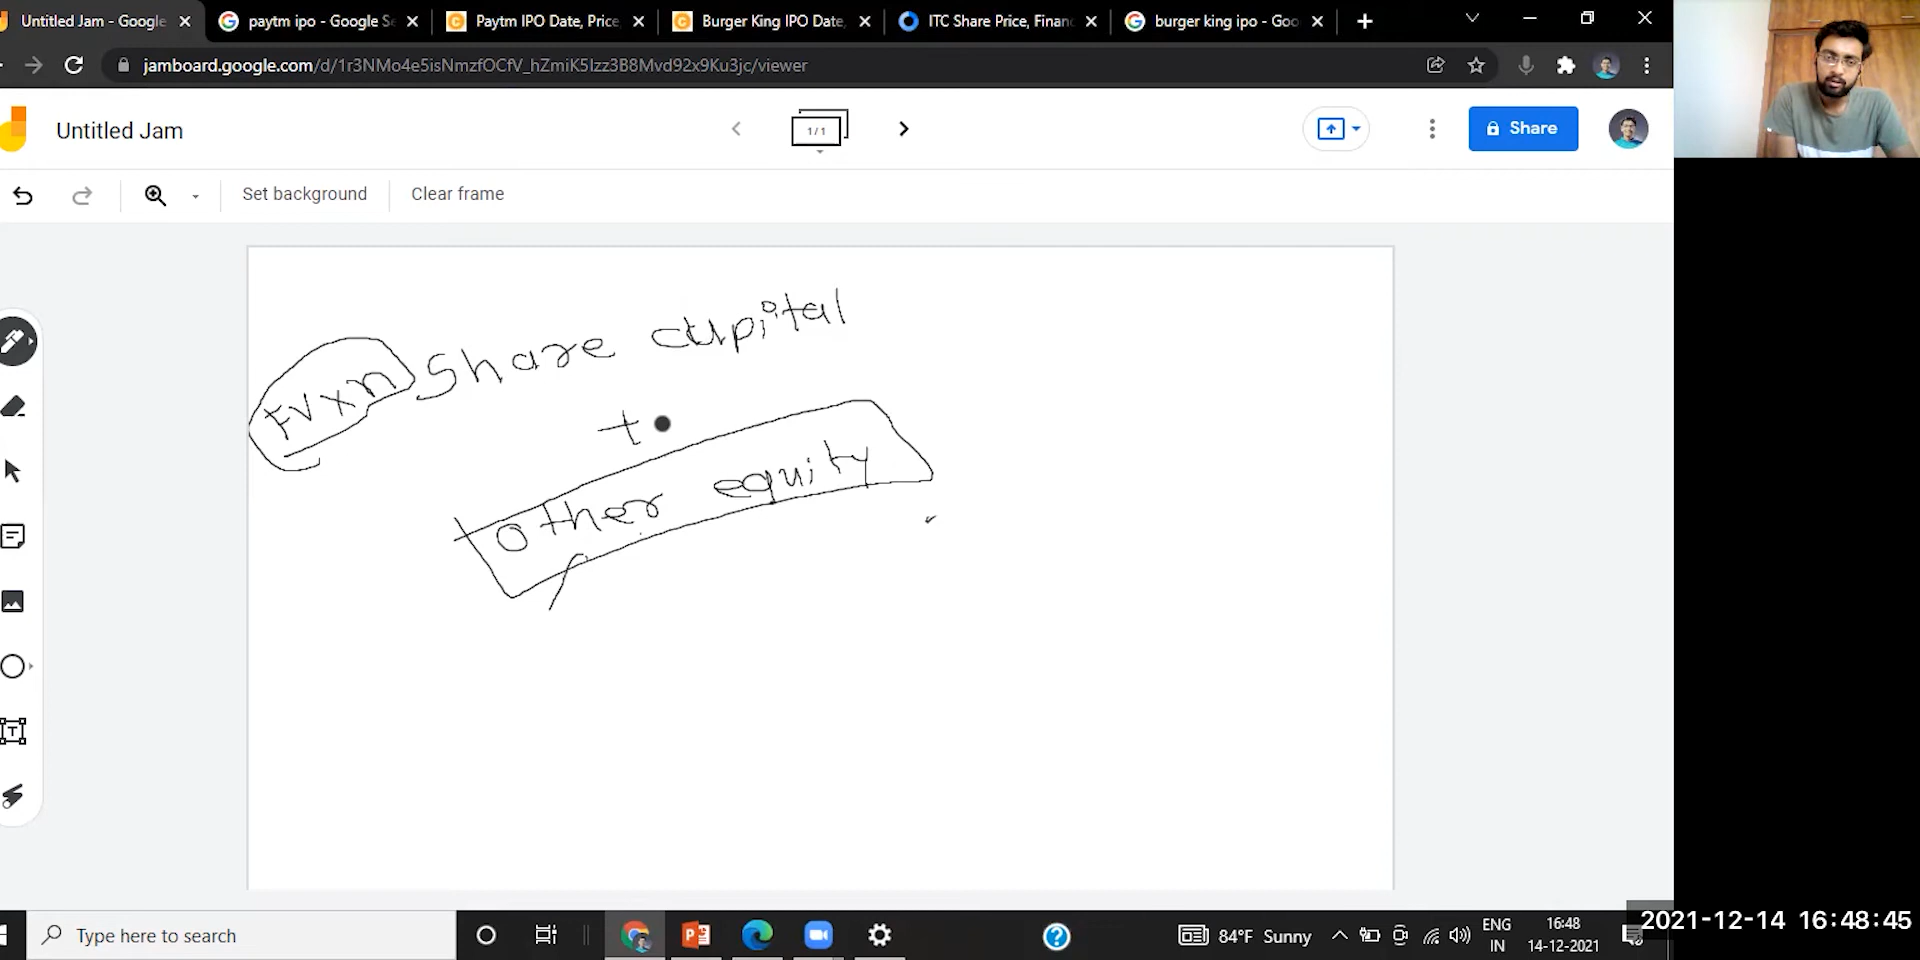 Untitled Jam - Google
paytm ipo - Google Se
Paytm IPO Date, Price
Burger King IPO Date,
ITC Share Price, Finan
burger king ipo - Goo
jamboard.google.com/d/1r3NMo4e5isNmzfOCfV_hZmiK5Izz3B8Mvd92x9Ku3jc/viewer
Untitled Jam
1/1
Share
Set background
Clear frame
FV x n Share capital
+
other equity
Type here to search
84°F Sunny
ENG
IN
16:48
14-12-2021
2021-12-14 16:48:45